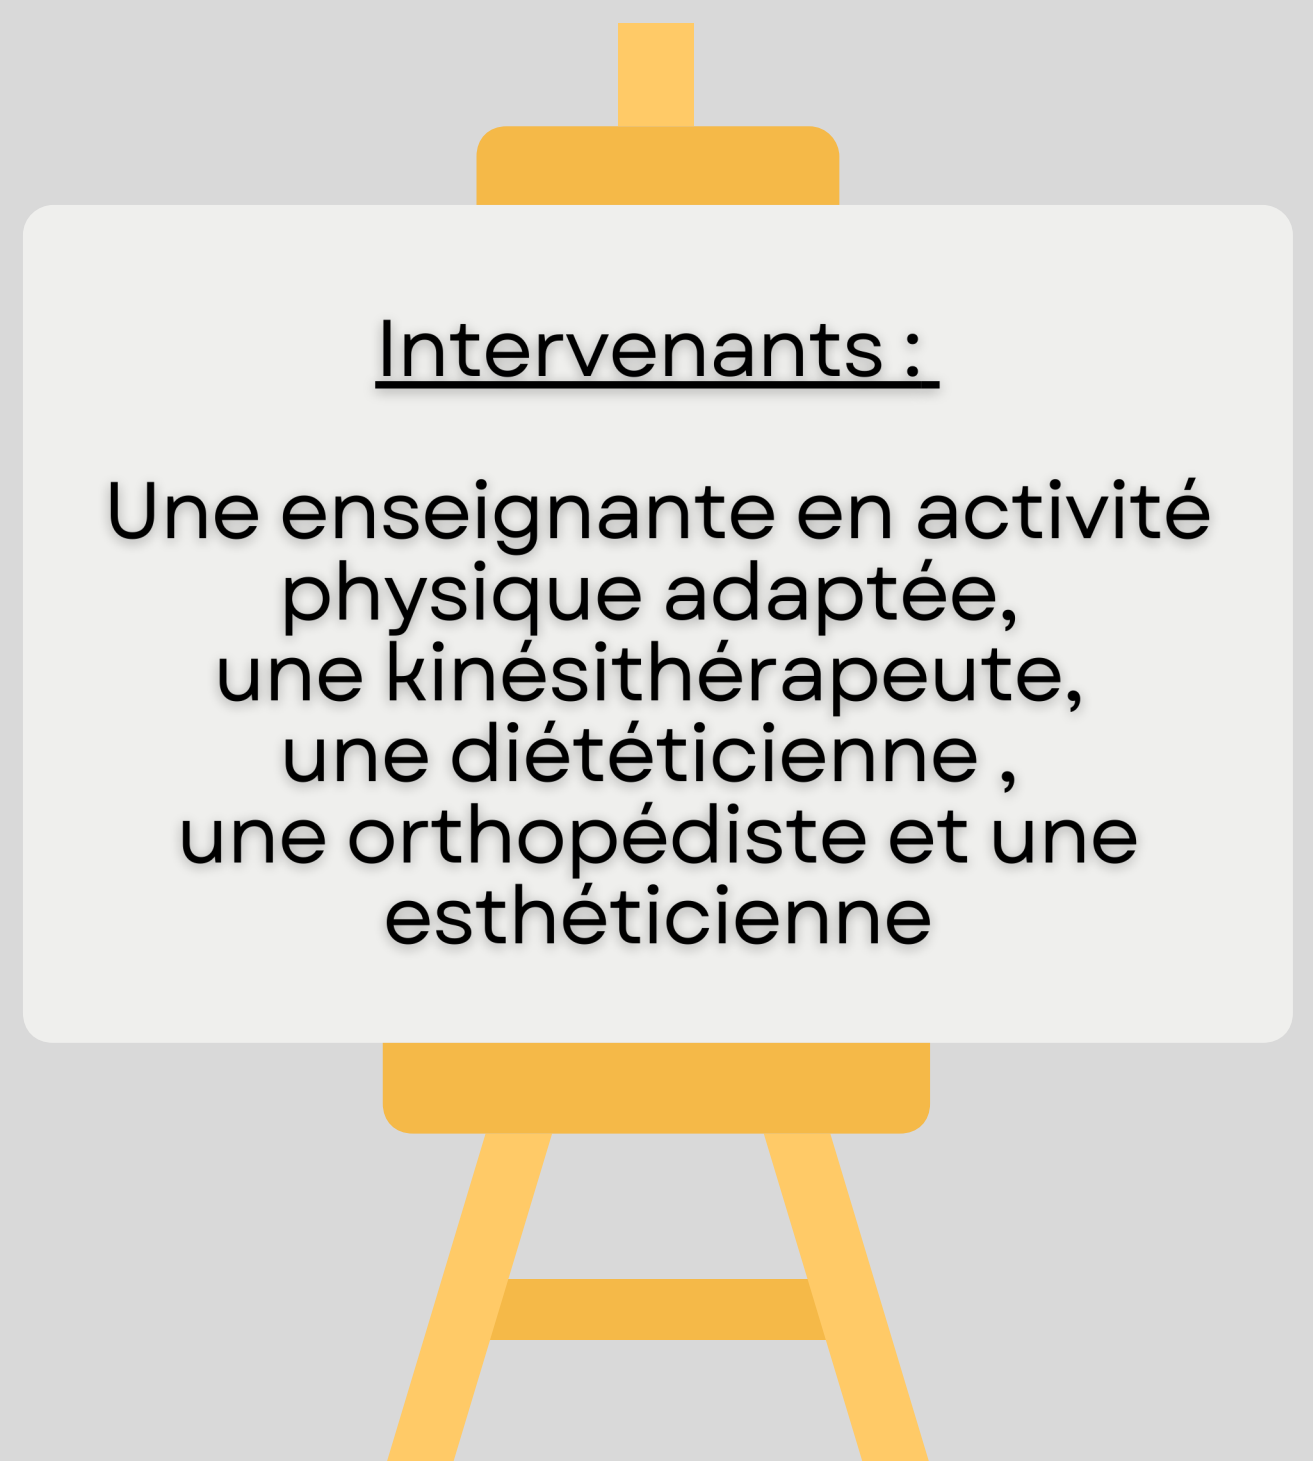 Intervenants :
Une enseignante en activité
physique adaptée,
une kinésithérapeute,
une diététicienne ,
une orthopédiste et une
esthéticienne